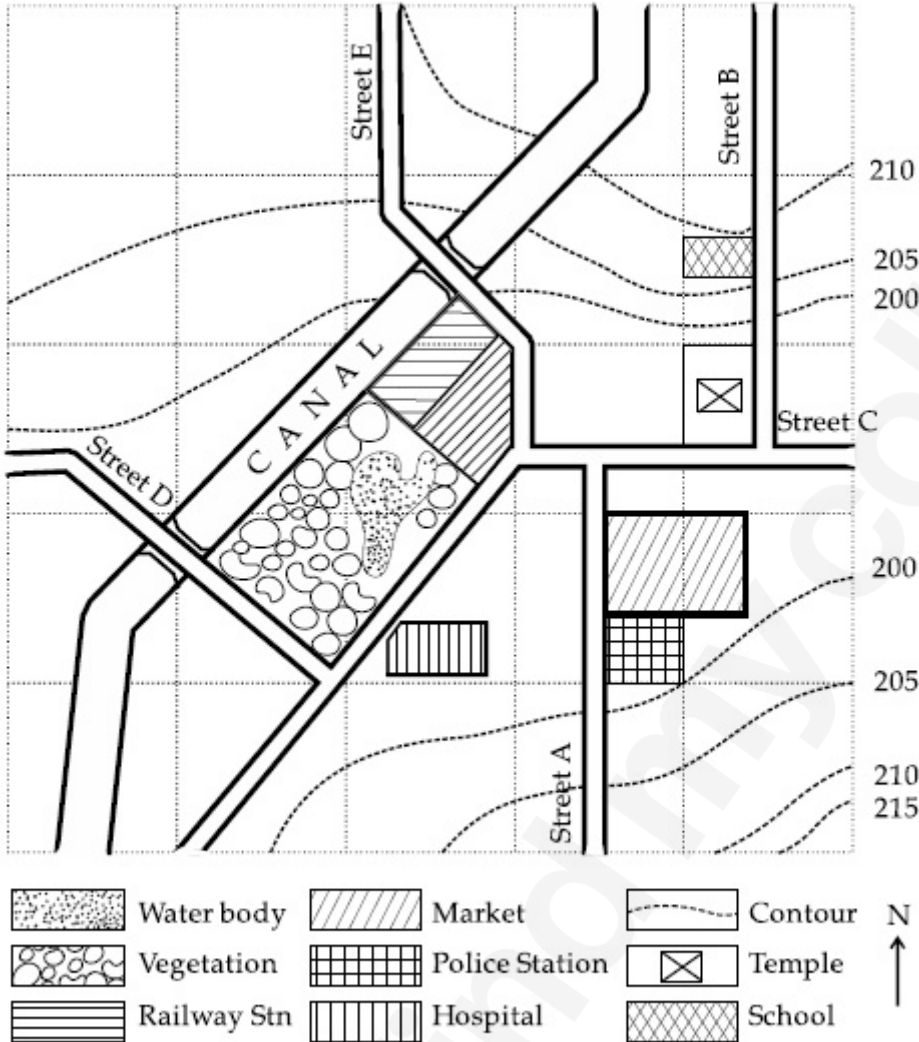 Street E
Street B
210
205
200
CANAL
Street C
Street D
200
205
210
215
Street A
Water body
Market
Contour
N
Vegetation
Police Station
Temple
Railway Stn
Hospital
School